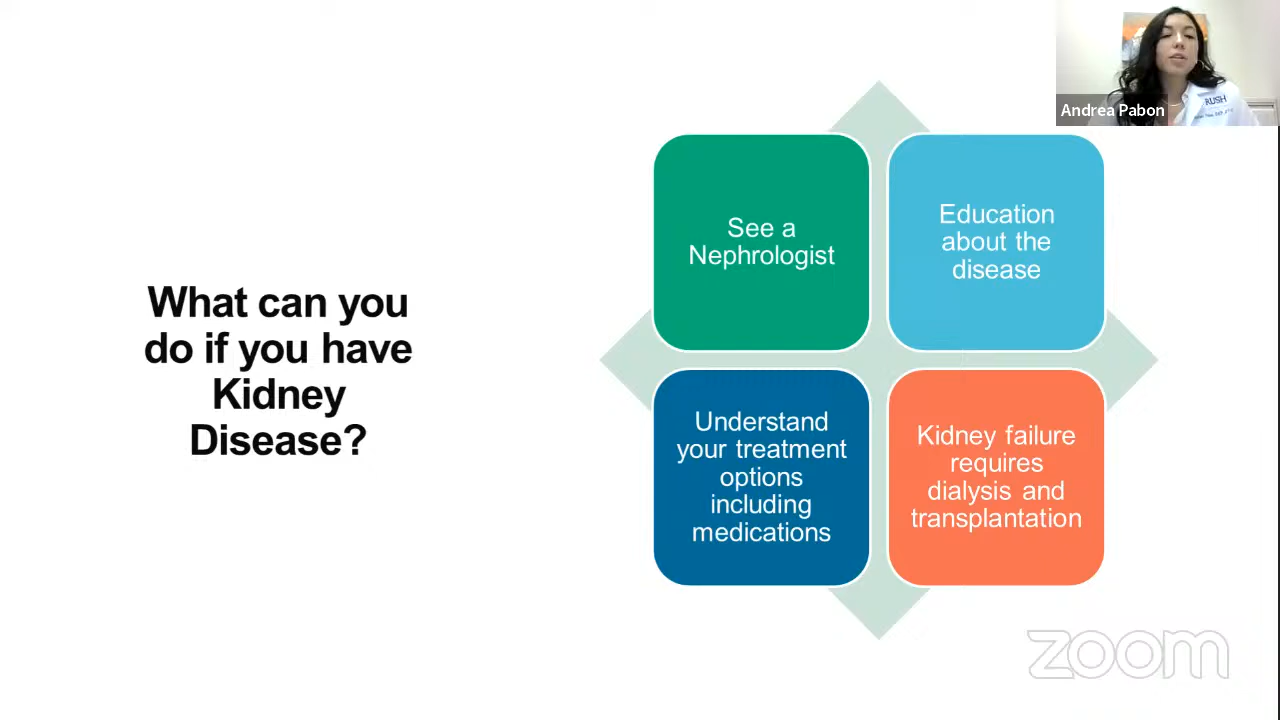 Andrea Pabon
RUSH
What can you
do if you have
Kidney
Disease?
See a
Nephrologist
Education
about the
disease
Understand
your treatment
options
including
medications
Kidney failure
requires
dialysis and
transplantation
zoom